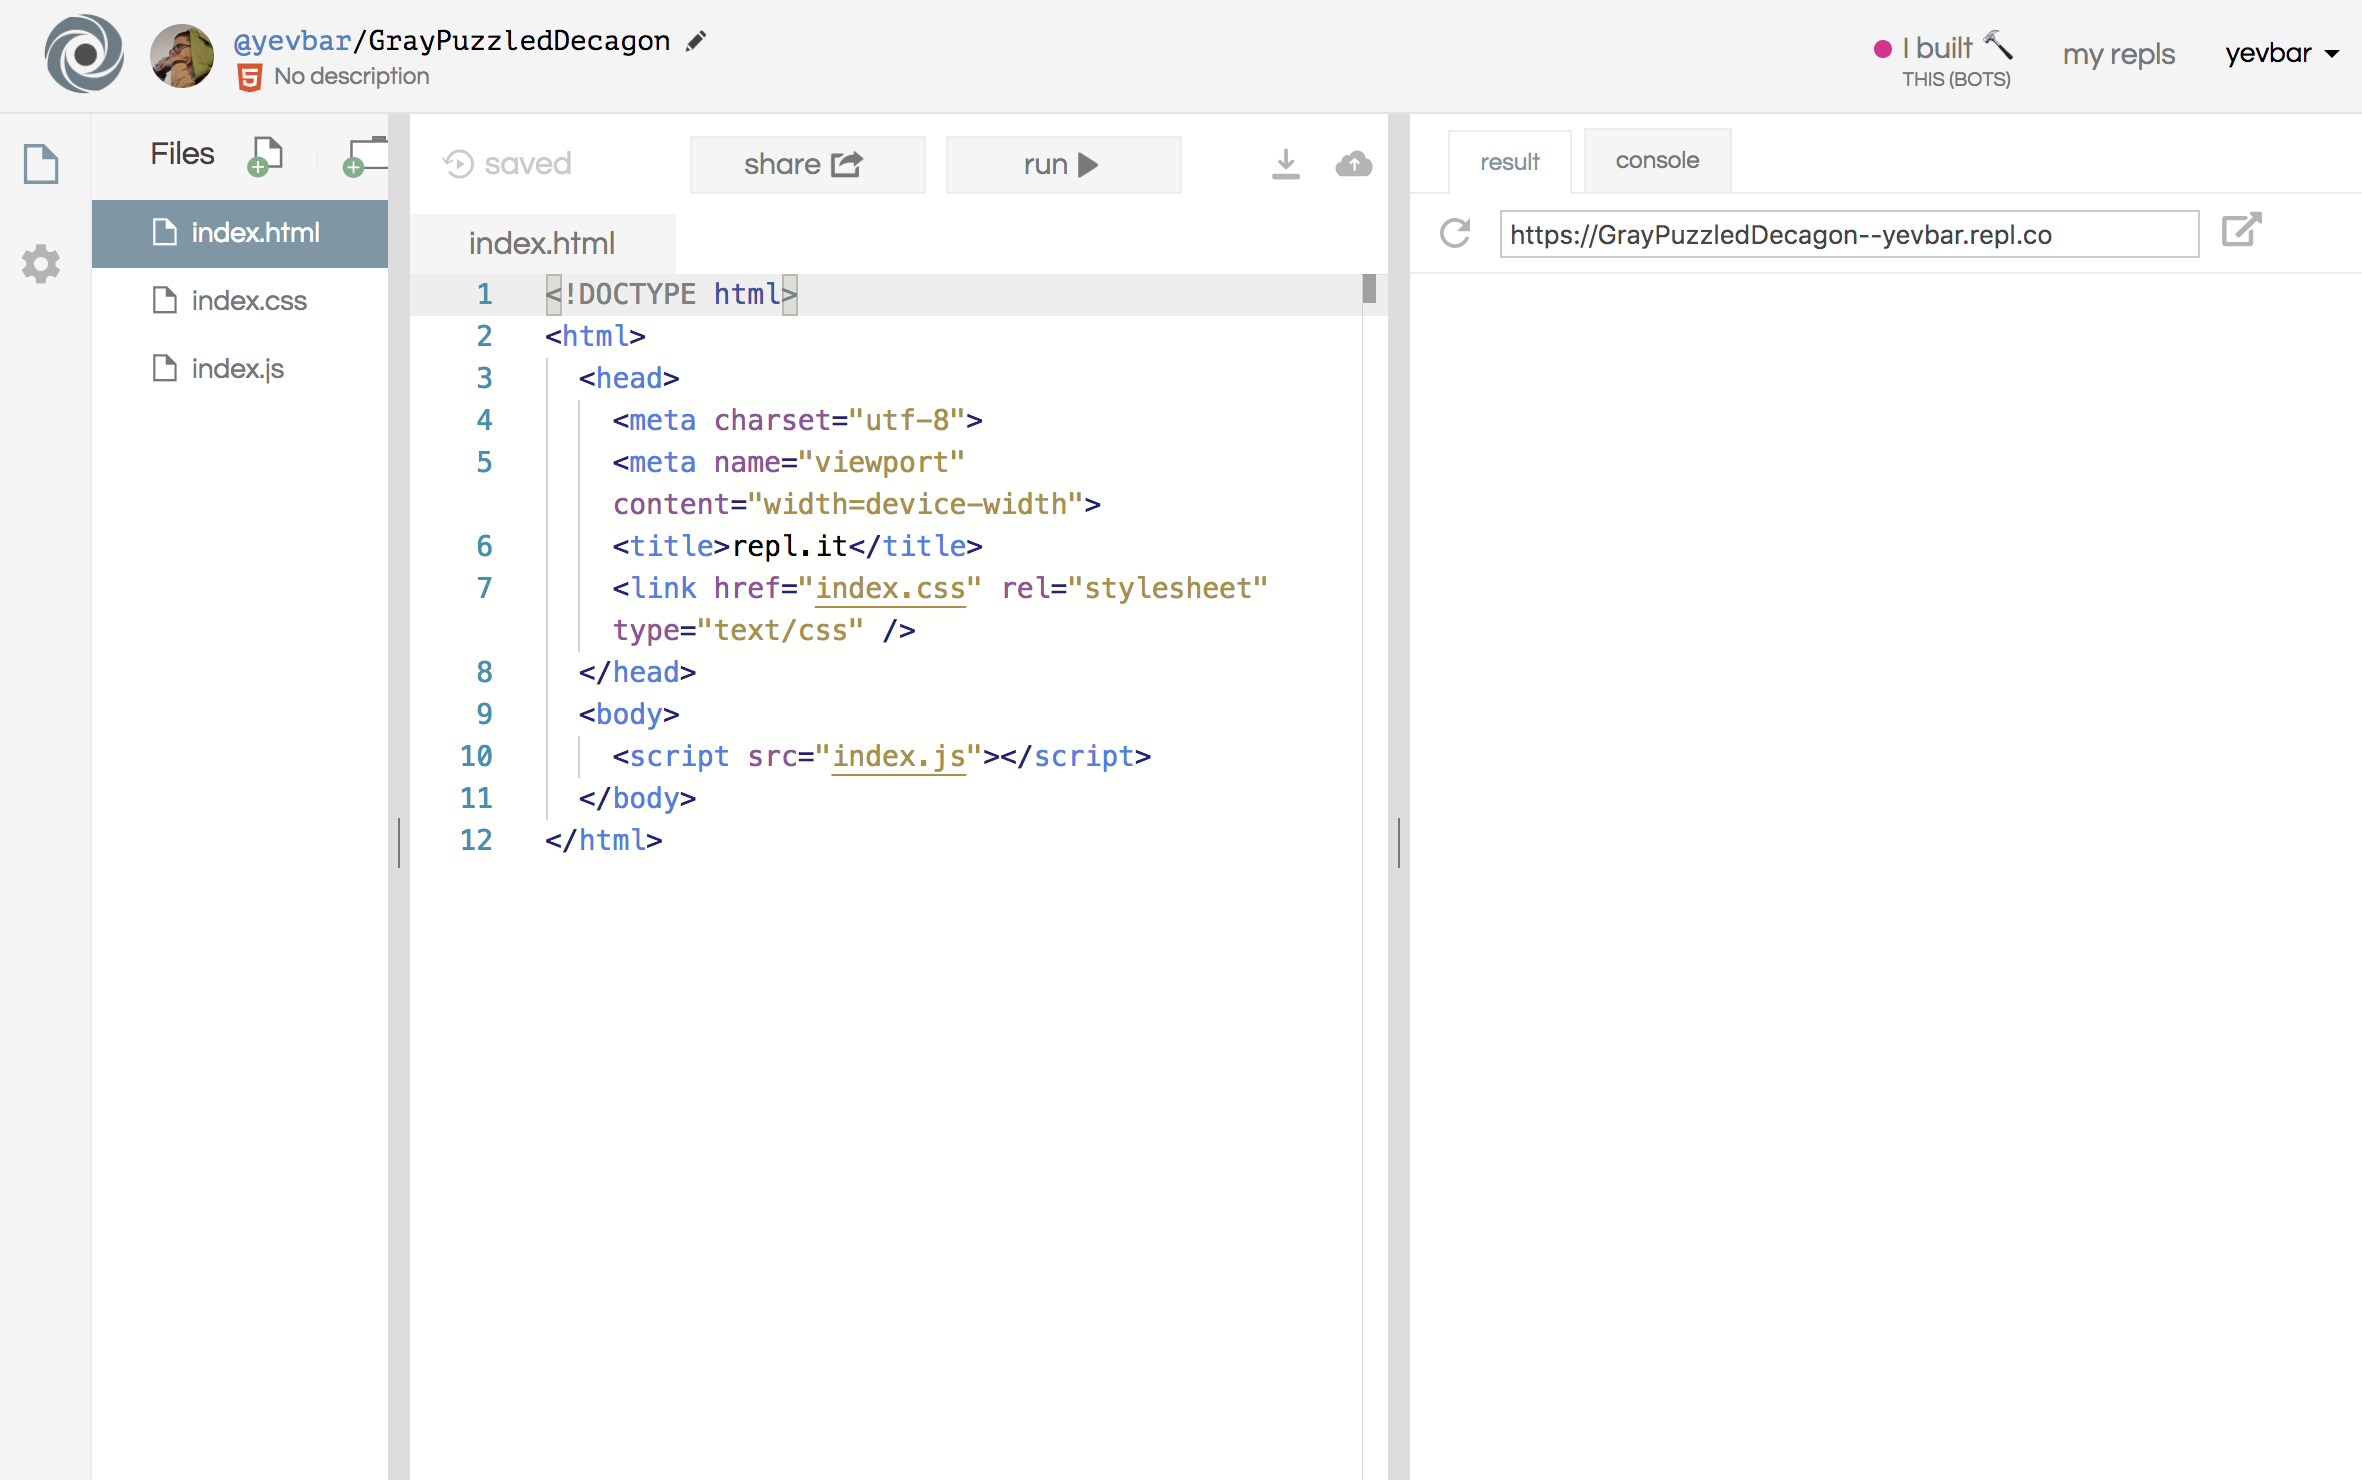 @yevbar/GrayPuzzledDecagon
5 No description
I built
THIS (BOTS)
my repls
yevbar
Files
index.html
index.css
index.js
saved
share
run
index.html
1 <!DOCTYPE html>
2 <html>
3 <head>
4 <meta charset="utf-8">
5 <meta name="viewport"
content="width=device-width">
6 <title>repl.it</title>
7 <link href="index.css" rel="stylesheet"
type="text/css" />
8 </head>
9 <body>
10 <script src="index.js"></script>
11 </body>
12 </html>
result
console
https://GrayPuzzledDecagon--yevbar.repl.co